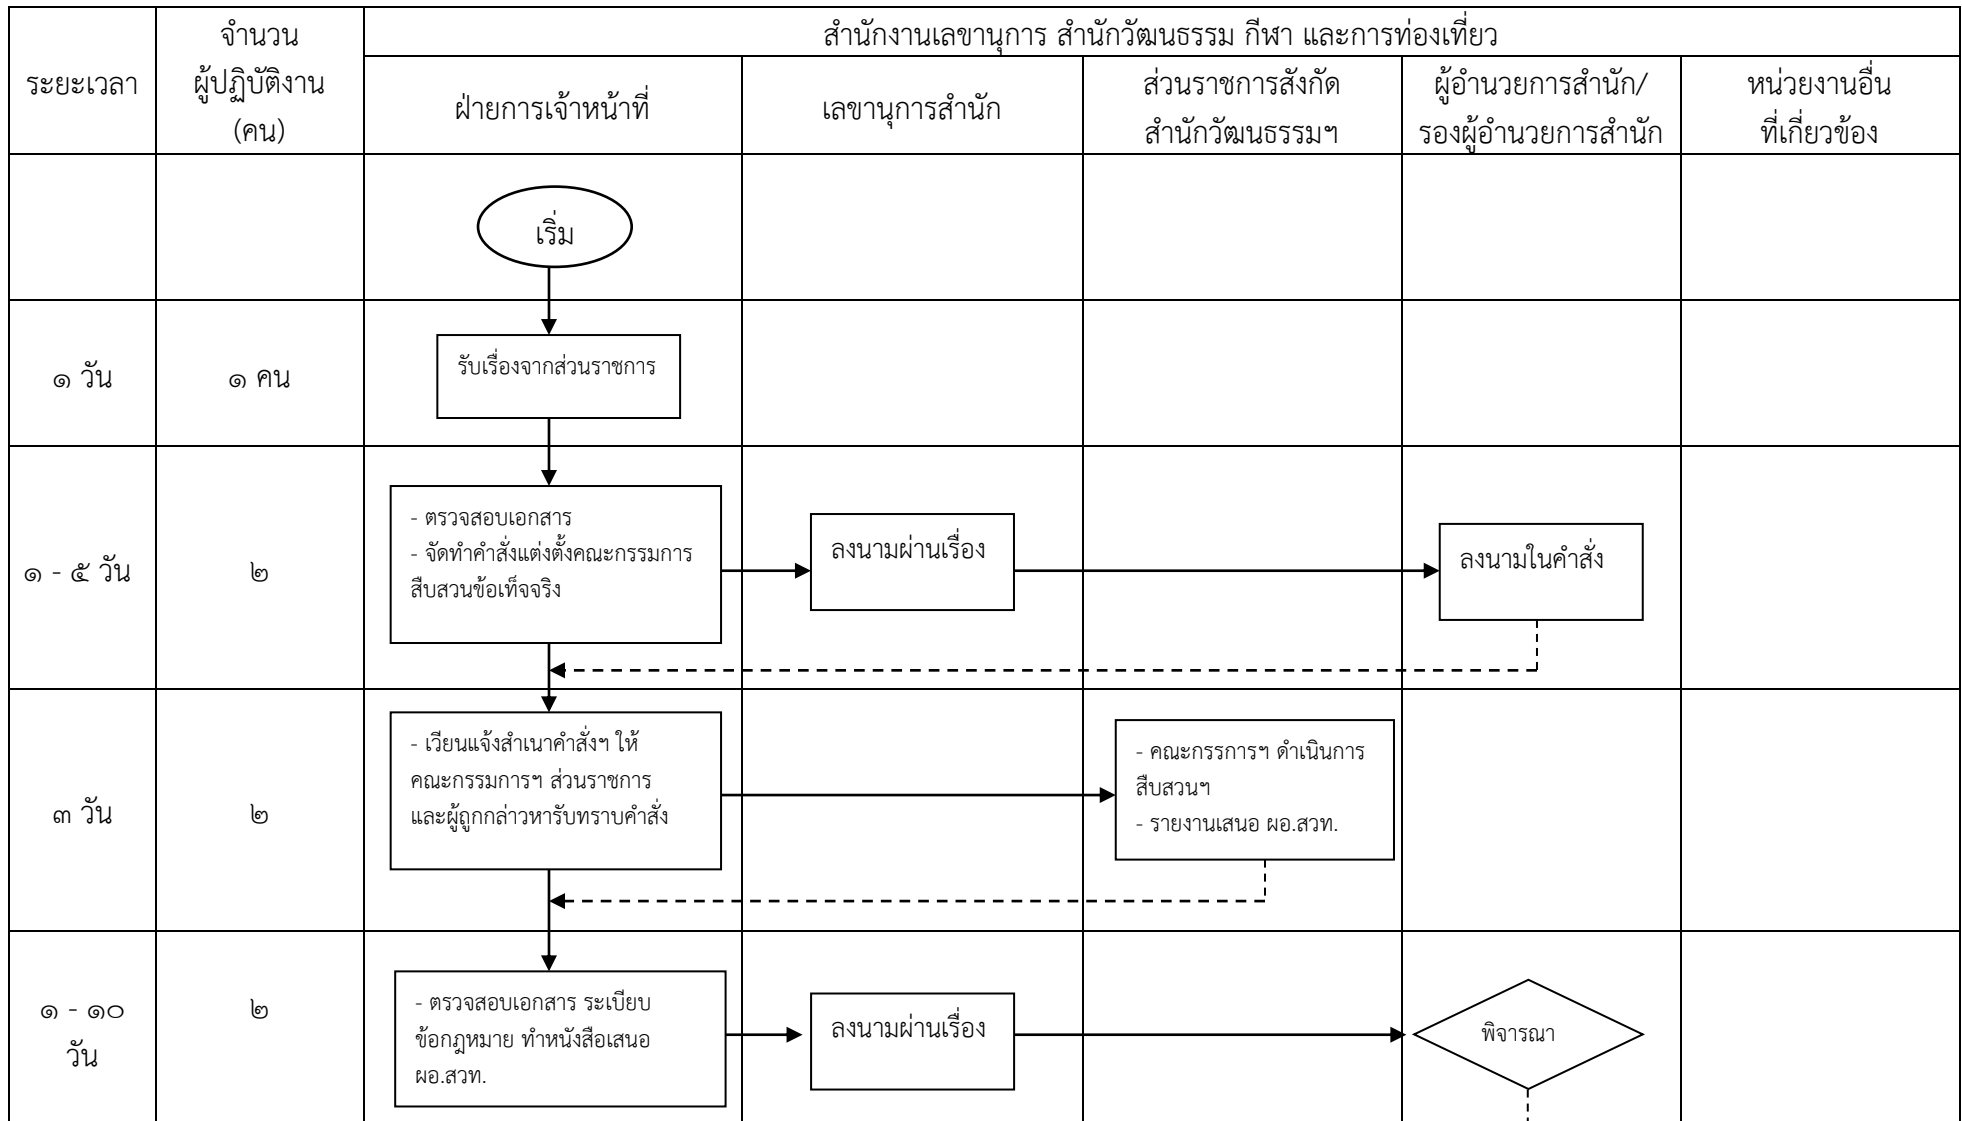 ระยะเวลา
จำนวน
ผู้ปฏิบัติงาน
(คน)
สำนักงานเลขานุการ สำนักวัฒนธรรม กีฬา และการท่องเที่ยว
ฝ่ายการเจ้าหน้าที่
เลขานุการสำนัก
ส่วนราชการสังกัด
สำนักวัฒนธรรมฯ
ผู้อำนวยการสำนัก/
รองผู้อำนวยการสำนัก
หน่วยงานอื่น
ที่เกี่ยวข้อง
เริ่ม
๑ วัน
๑ คน
รับเรื่องจากส่วนราชการ
๑ - ๕ วัน
๒
- ตรวจสอบเอกสาร
- จัดทำคำสั่งแต่งตั้งคณะกรรมการ
สืบสวนข้อเท็จจริง
ลงนามผ่านเรื่อง
ลงนามในคำสั่ง
๓ วัน
๒
- เวียนแจ้งสำเนาคำสั่งฯ ให้
คณะกรรมการฯ ส่วนราชการ
และผู้ถูกกล่าวหารับทราบคำสั่ง
- คณะกรรการฯ ดำเนินการ
สืบสวนฯ
- รายงานเสนอ ผอ.สวท.
๑ - ๑๐
วัน
๒
- ตรวจสอบเอกสาร ระเบียบ
ข้อกฎหมาย ทำหนังสือเสนอ
ผอ.สวท.
ลงนามผ่านเรื่อง
พิจารณา